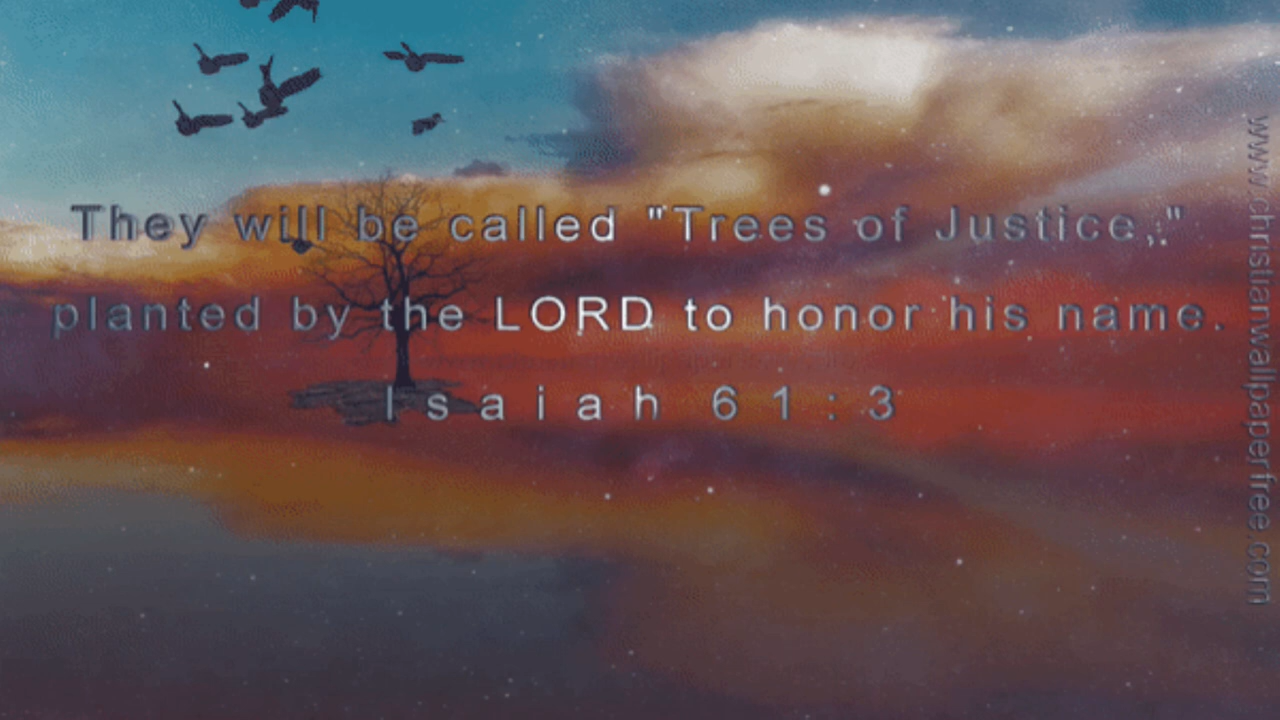 They will be called "Trees of Justice,"
planted by the LORD to honor his name.
Isaiah 61:3
www.christianwallpaperfree.com